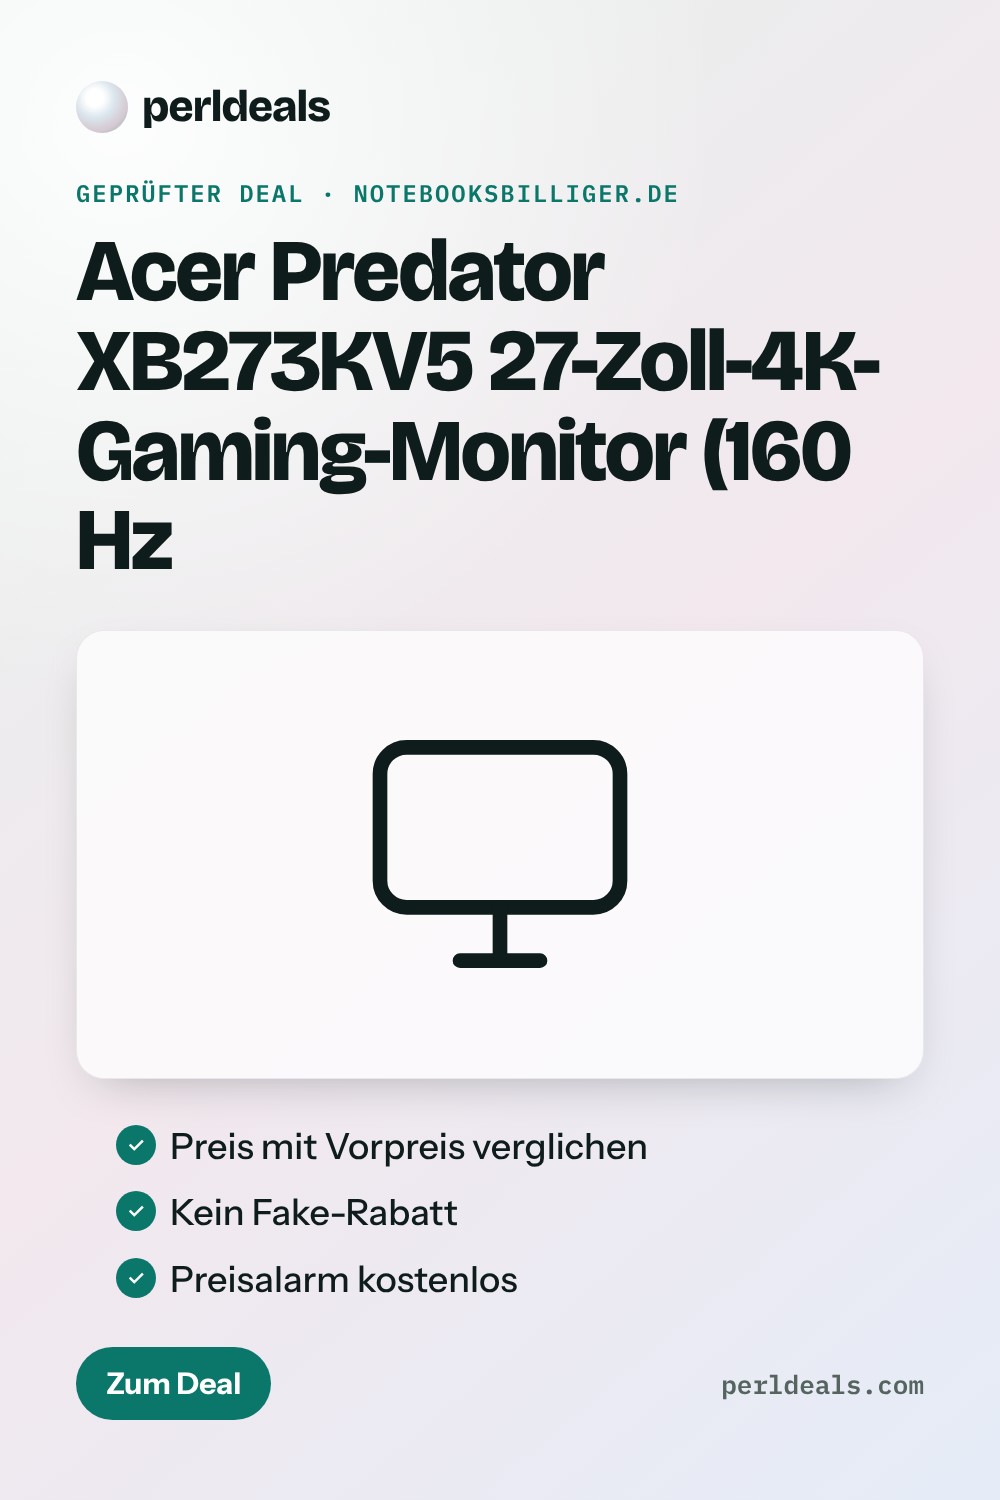 perldeals
GEPRÜFTER DEAL · NOTEBOOKSBILLIGER.DE
Acer Predator
XB273KV5 27-Zoll-4K-
Gaming-Monitor (160
Hz
Preis mit Vorpreis verglichen
Kein Fake-Rabatt
Preisalarm kostenlos
Zum Deal
perldeals.com